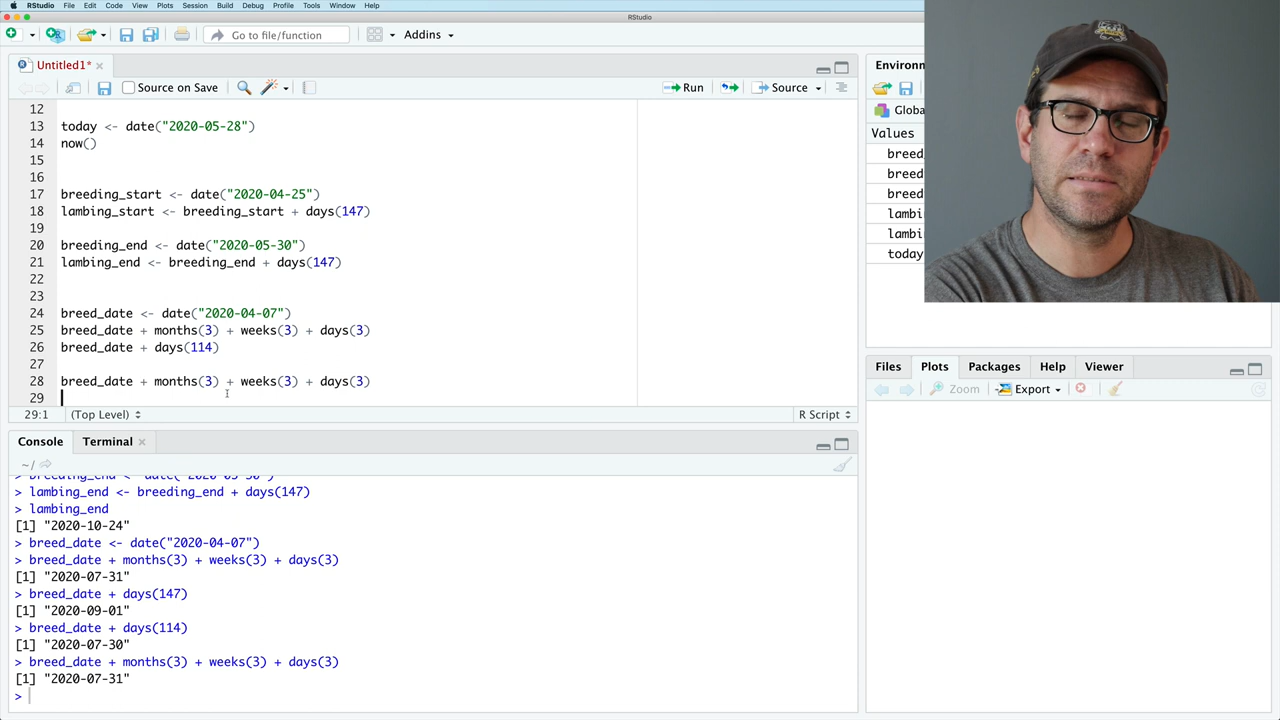 RStudio File Edit Code View Plots Session Build Debug Profile Tools Window Help
RStudio
Go to file/function Addins
Untitled1*
Source on Save Run Source
12
13 today <- date("2020-05-28")
14 now()
15
16
17 breeding_start <- date("2020-04-25")
18 lambing_start <- breeding_start + days(147)
19
20 breeding_end <- date("2020-05-30")
21 lambing_end <- breeding_end + days(147)
22
23
24 breed_date <- date("2020-04-07")
25 breed_date + months(3) + weeks(3) + days(3)
26 breed_date + days(114)
27
28 breed_date + months(3) + weeks(3) + days(3)
29
29:1 (Top Level) R Script
Console Terminal
~/
> lambing_end <- breeding_end + days(147)
> lambing_end
[1] "2020-10-24"
> breed_date <- date("2020-04-07")
> breed_date + months(3) + weeks(3) + days(3)
[1] "2020-07-31"
> breed_date + days(147)
[1] "2020-09-01"
> breed_date + days(114)
[1] "2020-07-30"
> breed_date + months(3) + weeks(3) + days(3)
[1] "2020-07-31"
>
Environ
Globa
Values
breed
breed
breed
lambi
lambi
today
Files Plots Packages Help Viewer
Zoom Export